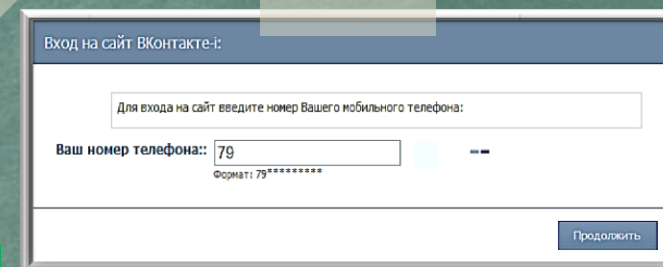 Вход на сайт ВКонтакте-i:
Для входа на сайт введите номер Вашего мобильного телефона:
Ваш номер телефона:: 79
Формат: 79*********
Продолжить